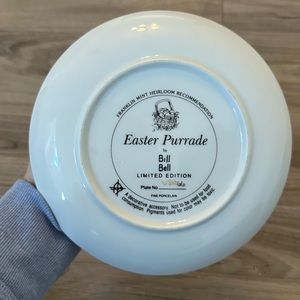 FRANKLIN MINT HEIRLOOM RECOMMENDATION
Easter Purrade
by
Bill
Bell
LIMITED EDITION
Plate No.
FINE PORCELAIN
A decorative accessory. Not to be used for food
consumption. Pigments used for color may be toxic.